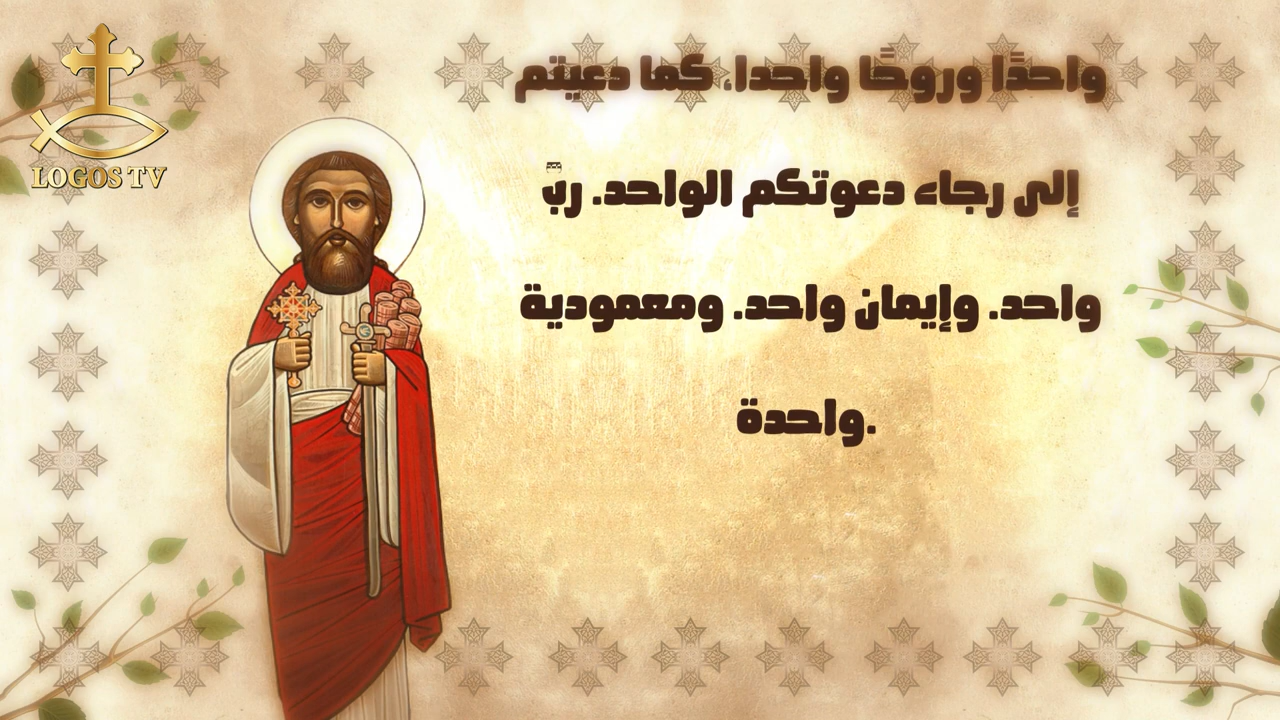 LOGOS TV
واحدًا وروحًا واحدا، كما دعيتم
إلى رجاء دعوتكم الواحد. ربٌّ
واحد. وإيمان واحد. ومعمودية
واحدة.